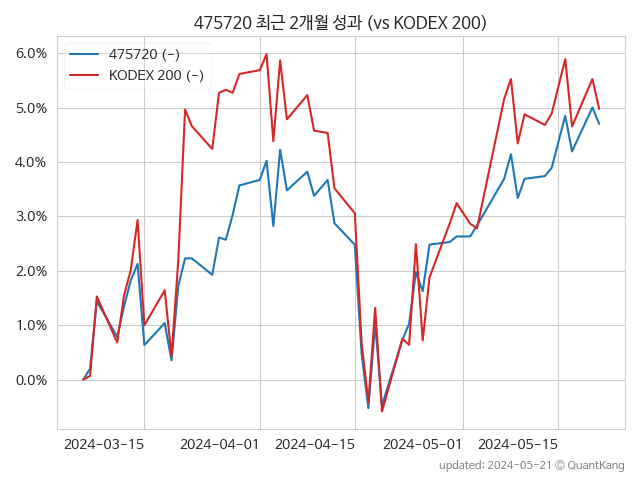 475720 최근 2개월 성과 (vs KODEX 200)
475720 (-)
KODEX 200 (-)
6.0%
5.0%
4.0%
3.0%
2.0%
1.0%
0.0%
2024-03-15 2024-04-01 2024-04-15 2024-05-01 2024-05-15
updated: 2024-05-21 © QuantKang